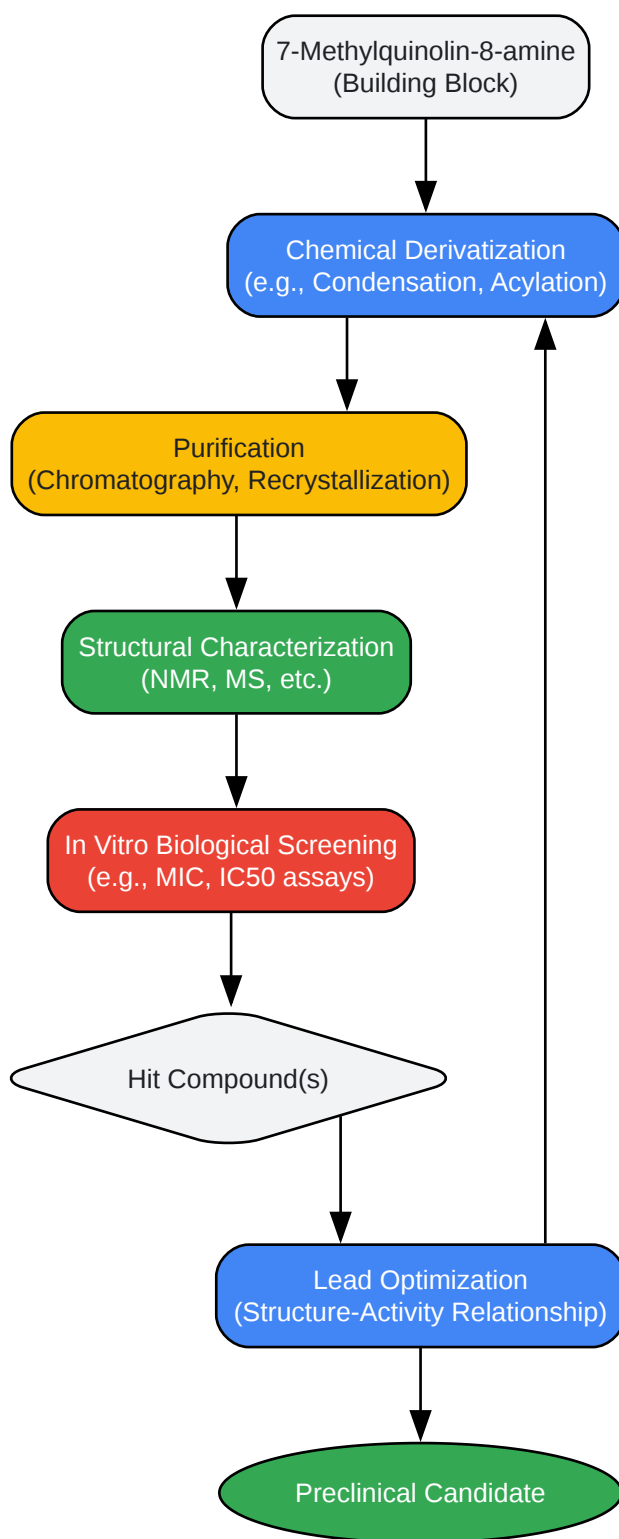 7-Methylquinolin-8-amine
(Building Block)
Chemical Derivatization
(e.g., Condensation, Acylation)
Purification
(Chromatography, Recrystallization)
Structural Characterization
(NMR, MS, etc.)
In Vitro Biological Screening
(e.g., MIC, IC50 assays)
Hit Compound(s)
Lead Optimization
(Structure-Activity Relationship)
Preclinical Candidate